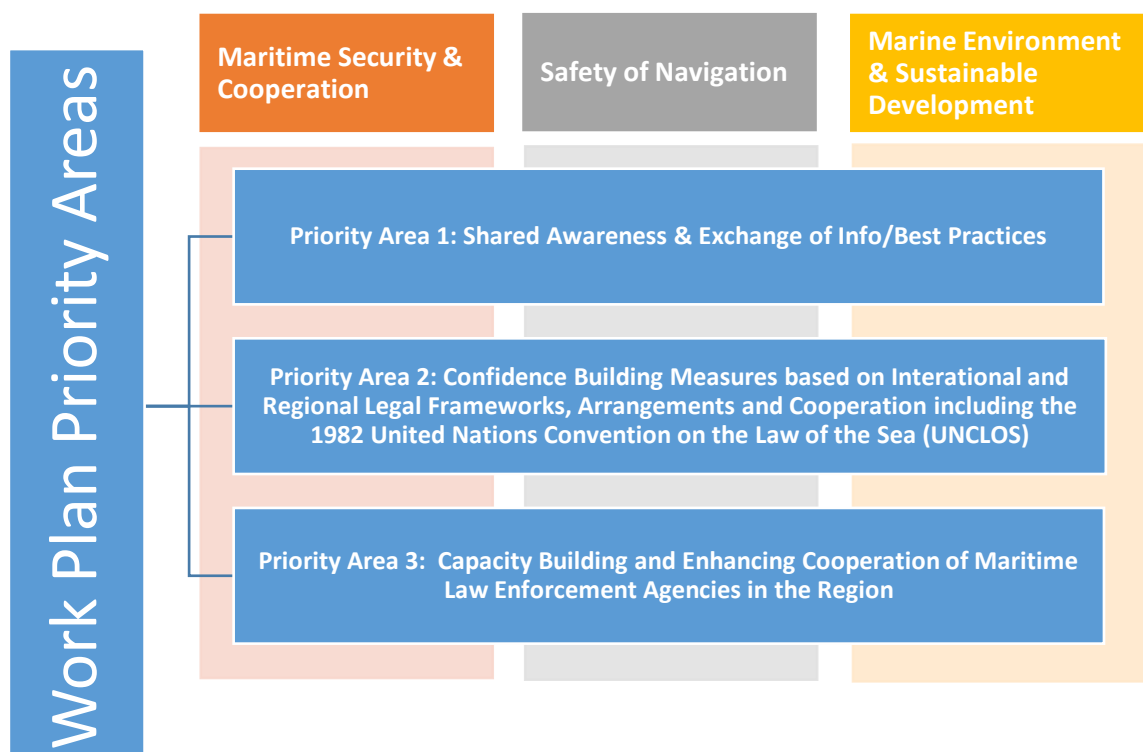 Work Plan Priority Areas
Maritime Security &
Cooperation
Safety of Navigation
Marine Environment
& Sustainable
Development
Priority Area 1: Shared Awareness & Exchange of Info/Best Practices
Priority Area 2: Confidence Building Measures based on Interational and
Regional Legal Frameworks, Arrangements and Cooperation including the
1982 United Nations Convention on the Law of the Sea (UNCLOS)
Priority Area 3: Capacity Building and Enhancing Cooperation of Maritime
Law Enforcement Agencies in the Region